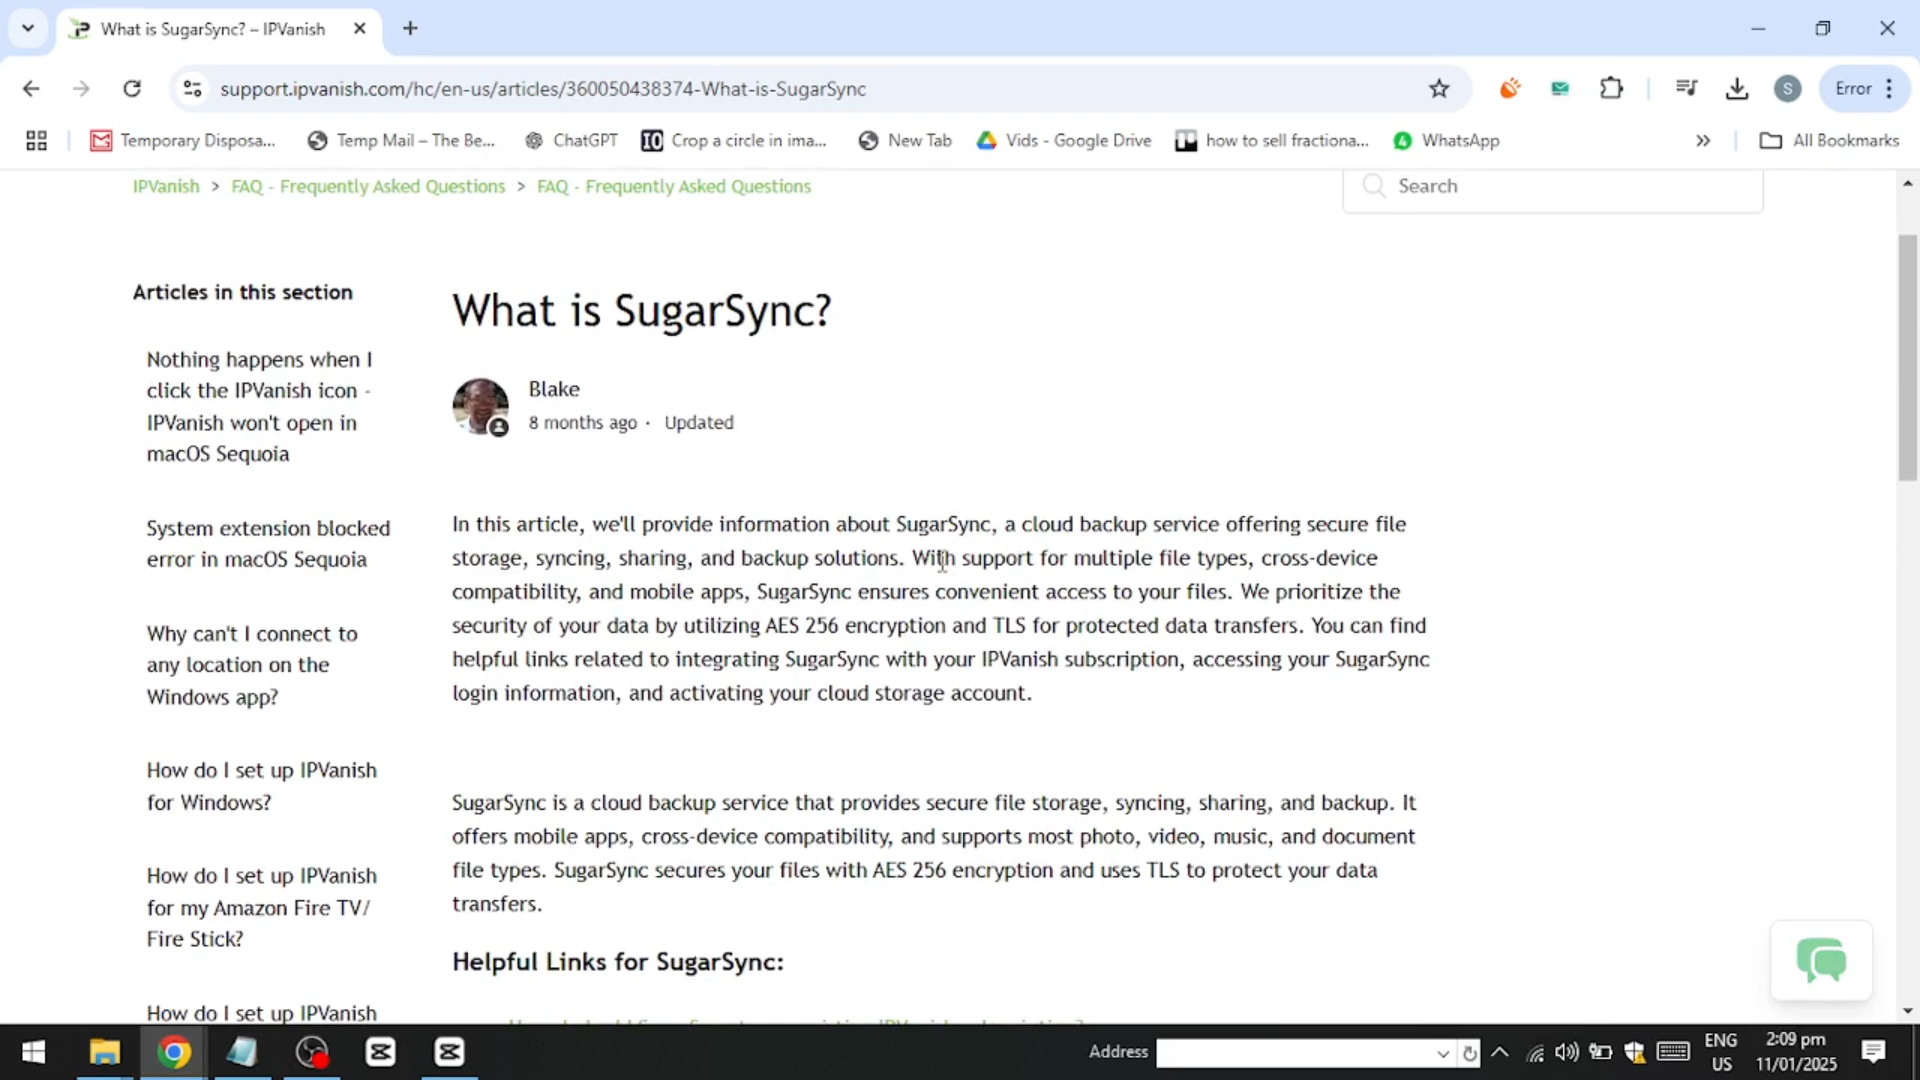 What is SugarSync? – IPVanish
support.ipvanish.com/hc/en-us/articles/360050438374-What-is-SugarSync
S
Error
Temporary Disposa...
Temp Mail – The Be...
ChatGPT
Crop a circle in ima...
New Tab
Vids - Google Drive
how to sell fractiona...
WhatsApp
All Bookmarks
IPVanish > FAQ - Frequently Asked Questions > FAQ - Frequently Asked Questions
Search
Articles in this section
Nothing happens when I
click the IPVanish icon -
IPVanish won't open in
macOS Sequoia
System extension blocked
error in macOS Sequoia
Why can't I connect to
any location on the
Windows app?
How do I set up IPVanish
for Windows?
How do I set up IPVanish
for my Amazon Fire TV/
Fire Stick?
How do I set up IPVanish
What is SugarSync?
Blake
8 months ago · Updated
In this article, we'll provide information about SugarSync, a cloud backup service offering secure file
storage, syncing, sharing, and backup solutions. With support for multiple file types, cross-device
compatibility, and mobile apps, SugarSync ensures convenient access to your files. We prioritize the
security of your data by utilizing AES 256 encryption and TLS for protected data transfers. You can find
helpful links related to integrating SugarSync with your IPVanish subscription, accessing your SugarSync
login information, and activating your cloud storage account.
SugarSync is a cloud backup service that provides secure file storage, syncing, sharing, and backup. It
offers mobile apps, cross-device compatibility, and supports most photo, video, music, and document
file types. SugarSync secures your files with AES 256 encryption and uses TLS to protect your data
transfers.
Helpful Links for SugarSync:
Address
ENG
US
2:09 pm
11/01/2025